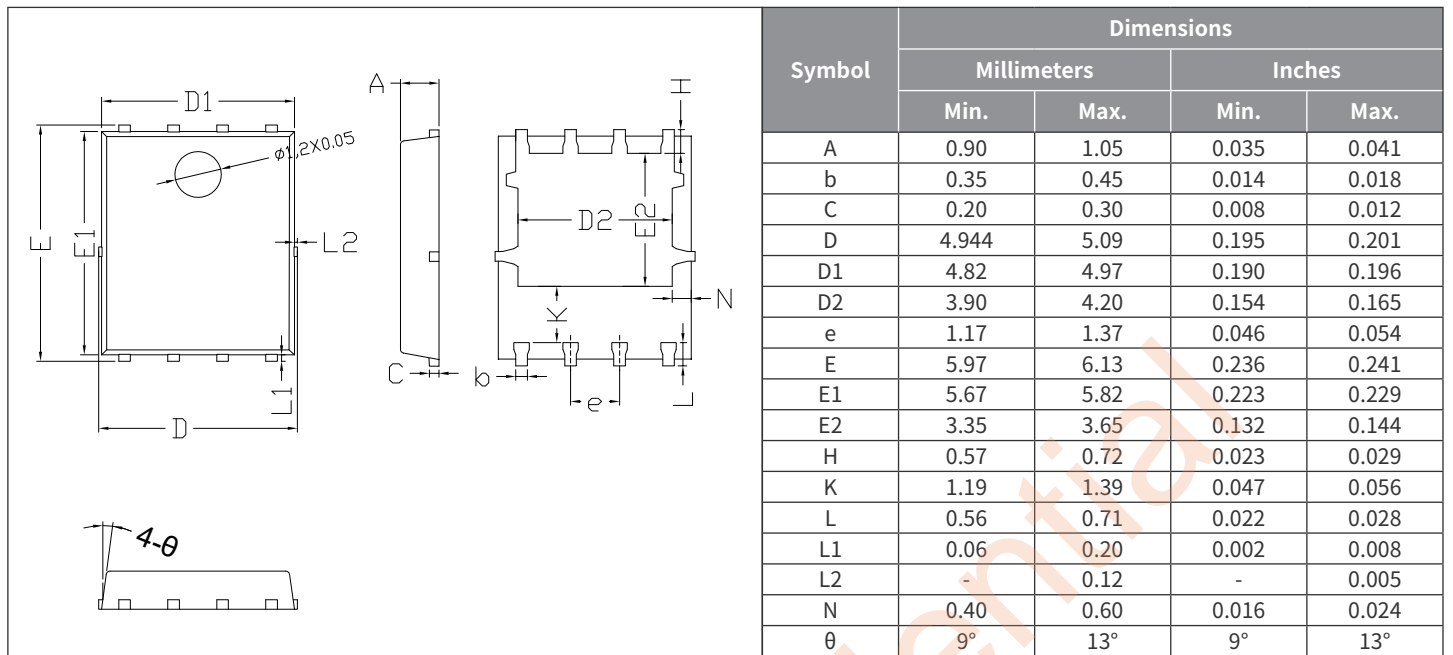 D1
ø1,2X0.05
E
E1
L2
L1
D
A
C
H
D2
E2
K
N
b
e
L
4-θ
Symbol Dimensions
Millimeters Inches
Min. Max. Min. Max.
A 0.90 1.05 0.035 0.041
b 0.35 0.45 0.014 0.018
C 0.20 0.30 0.008 0.012
D 4.944 5.09 0.195 0.201
D1 4.82 4.97 0.190 0.196
D2 3.90 4.20 0.154 0.165
e 1.17 1.37 0.046 0.054
E 5.97 6.13 0.236 0.241
E1 5.67 5.82 0.223 0.229
E2 3.35 3.65 0.132 0.144
H 0.57 0.72 0.023 0.029
K 1.19 1.39 0.047 0.056
L 0.56 0.71 0.022 0.028
L1 0.06 0.20 0.002 0.008
L2 - 0.12 - 0.005
N 0.40 0.60 0.016 0.024
θ 9° 13° 9° 13°